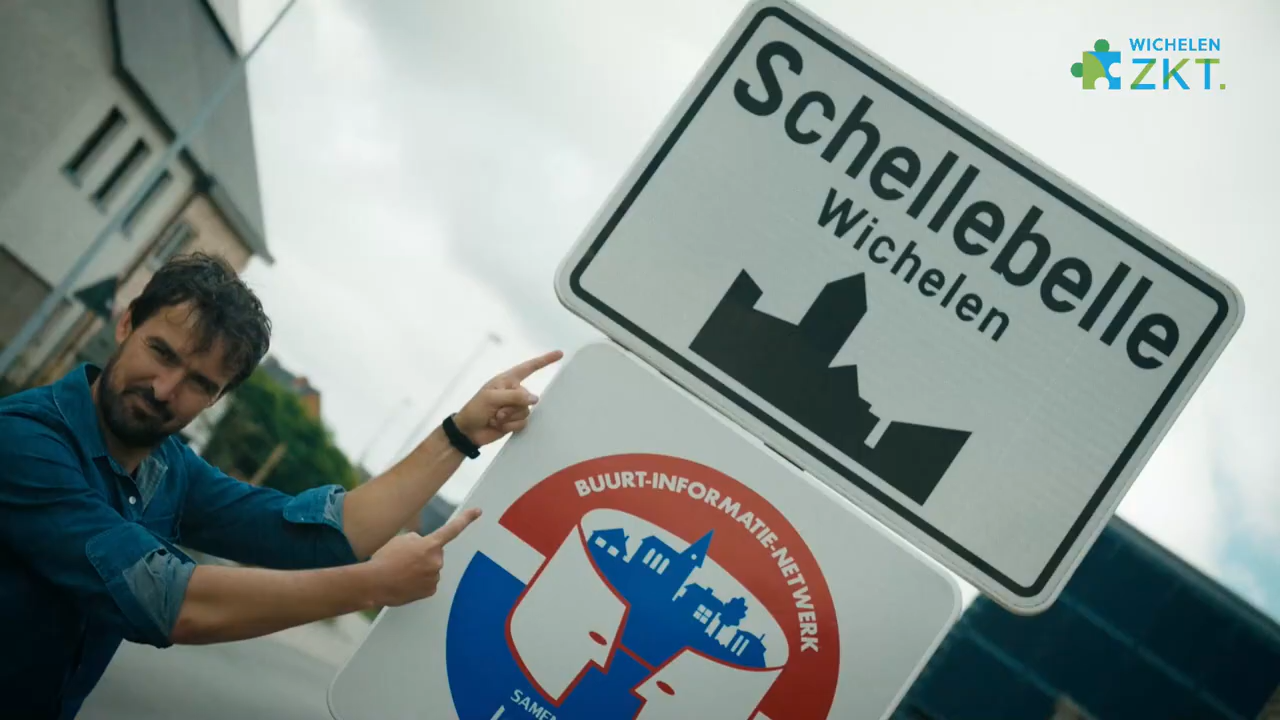 WICHELEN
ZKT.
Schellebelle
Wichelen
BUURT-INFORMATIE-NETWERK